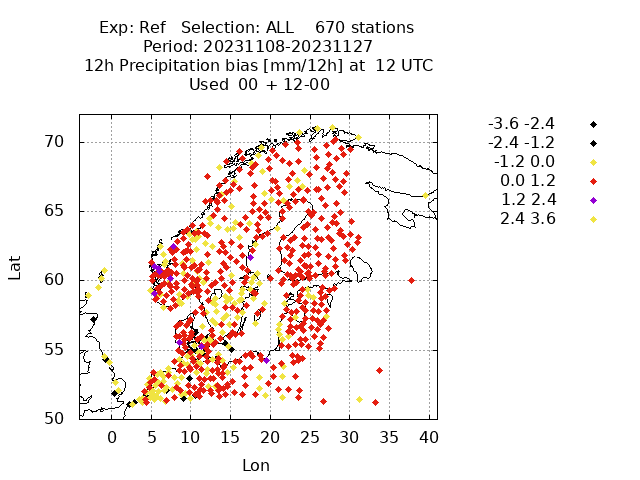 Exp: Ref Selection: ALL 670 stations
Period: 20231108-20231127
12h Precipitation bias [mm/12h] at 12 UTC
Used 00 + 12-00
-3.6 -2.4
-2.4 -1.2
-1.2 0.0
0.0 1.2
1.2 2.4
2.4 3.6
70
65
60
55
50
Lat
0 5 10 15 20 25 30 35 40
Lon